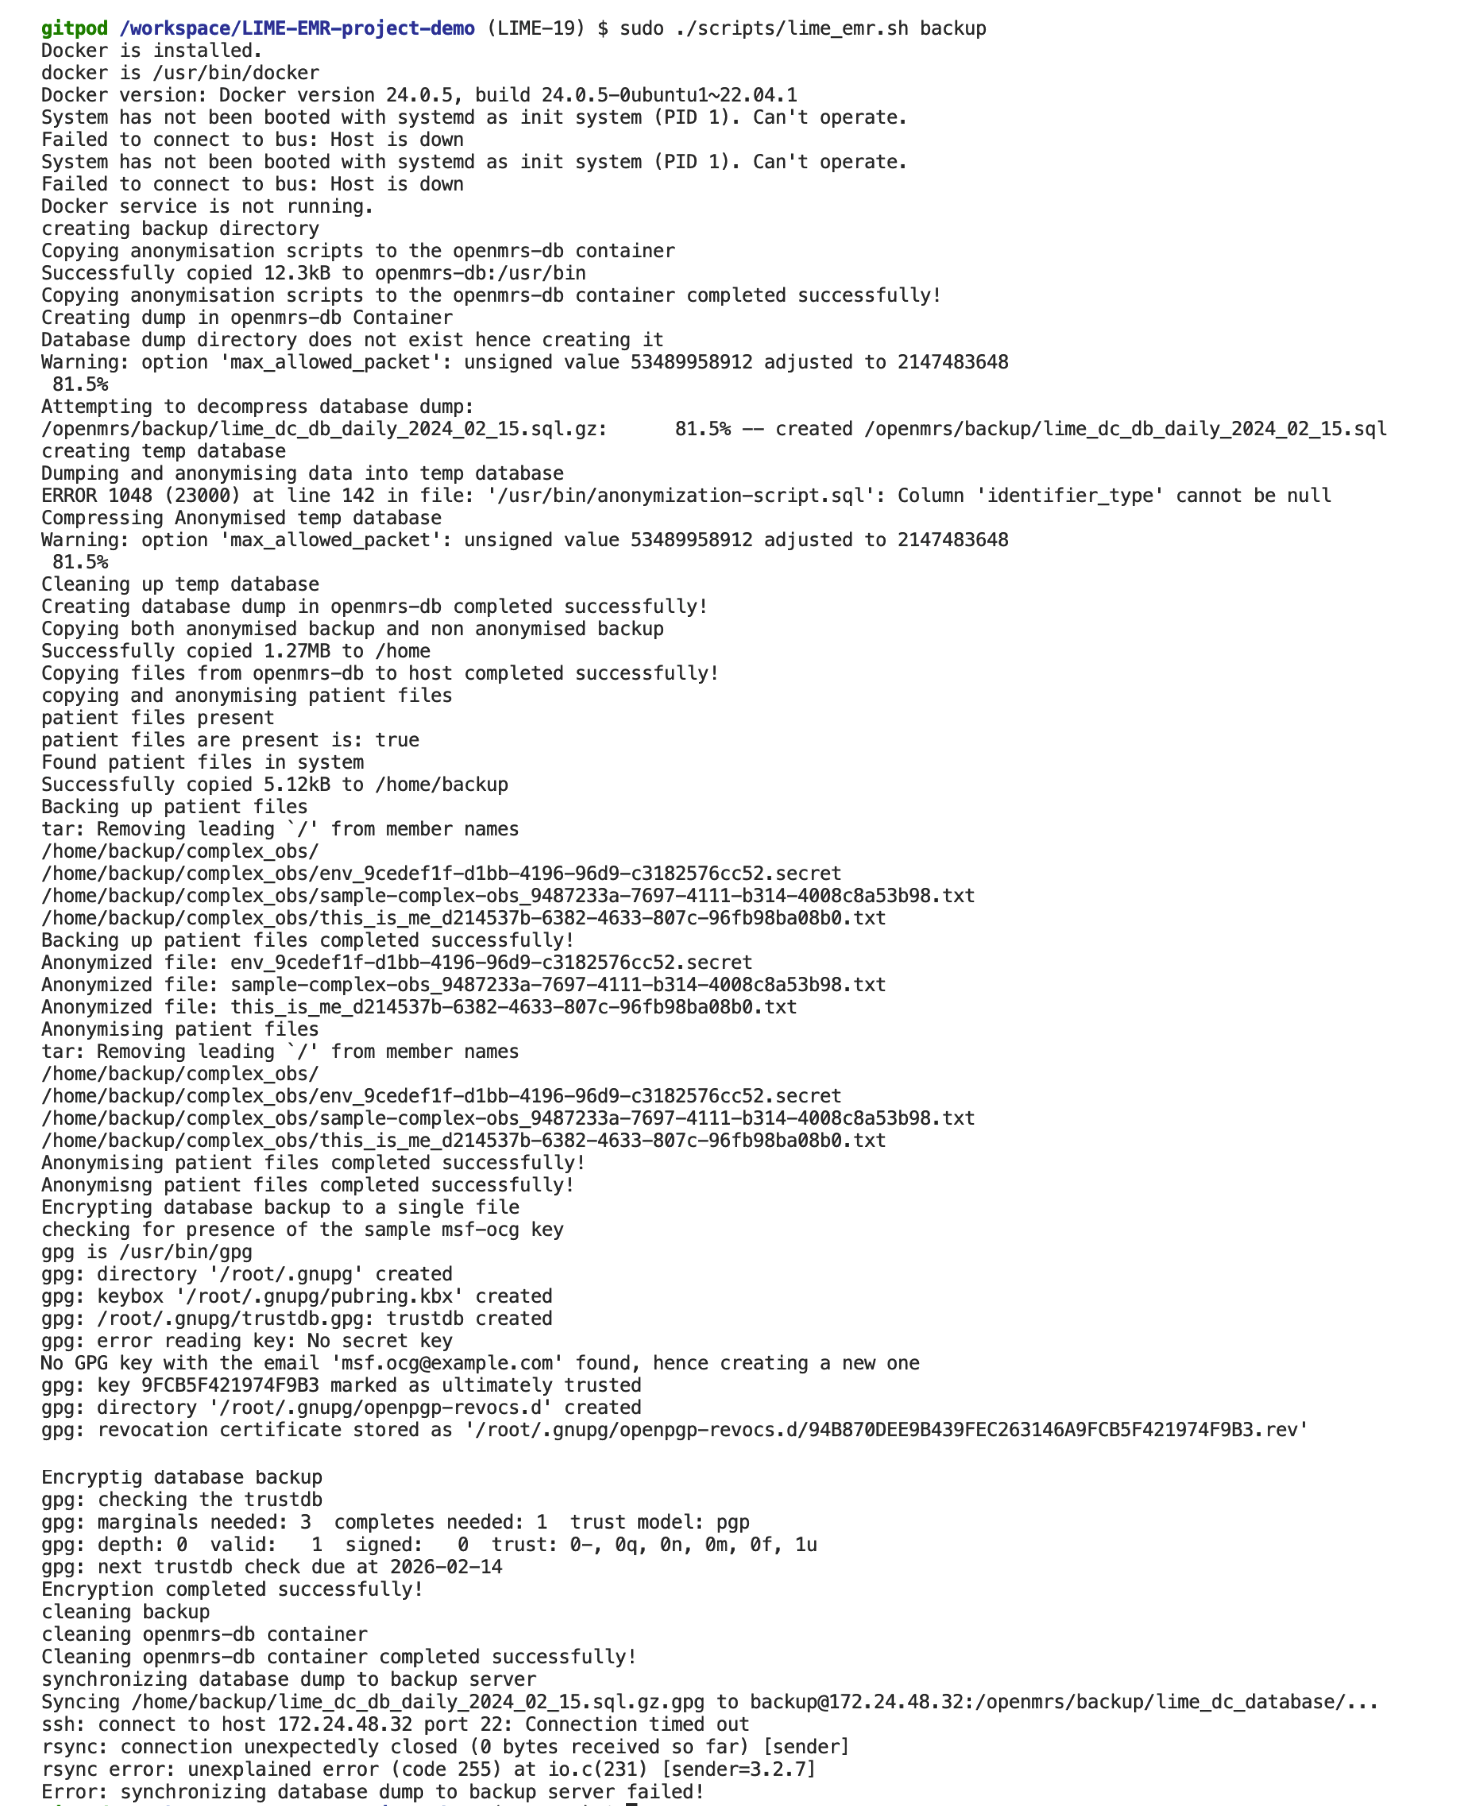 gitpod /workspace/LIME-EMR-project-demo (LIME-19) $ sudo ./scripts/lime_emr.sh backup
Docker is installed.
docker is /usr/bin/docker
Docker version: Docker version 24.0.5, build 24.0.5-0ubuntu1~22.04.1
System has not been booted with systemd as init system (PID 1). Can't operate.
Failed to connect to bus: Host is down
System has not been booted with systemd as init system (PID 1). Can't operate.
Failed to connect to bus: Host is down
Docker service is not running.
creating backup directory
Copying anonymisation scripts to the openmrs-db container
Successfully copied 12.3kB to openmrs-db:/usr/bin
Copying anonymisation scripts to the openmrs-db container completed successfully!
Creating dump in openmrs-db Container
Database dump directory does not exist hence creating it
Warning: option 'max_allowed_packet': unsigned value 53489958912 adjusted to 2147483648
 81.5%
Attempting to decompress database dump:
/openmrs/backup/lime_dc_db_daily_2024_02_15.sql.gz:      81.5% -- created /openmrs/backup/lime_dc_db_daily_2024_02_15.sql
creating temp database
Dumping and anonymising data into temp database
ERROR 1048 (23000) at line 142 in file: '/usr/bin/anonymization-script.sql': Column 'identifier_type' cannot be null
Compressing Anonymised temp database
Warning: option 'max_allowed_packet': unsigned value 53489958912 adjusted to 2147483648
 81.5%
Cleaning up temp database
Creating database dump in openmrs-db completed successfully!
Copying both anonymised backup and non anonymised backup
Successfully copied 1.27MB to /home
Copying files from openmrs-db to host completed successfully!
copying and anonymising patient files
patient files present
patient files are present is: true
Found patient files in system
Successfully copied 5.12kB to /home/backup
Backing up patient files
tar: Removing leading `/' from member names
/home/backup/complex_obs/
/home/backup/complex_obs/env_9cedef1f-d1bb-4196-96d9-c3182576cc52.secret
/home/backup/complex_obs/sample-complex-obs_9487233a-7697-4111-b314-4008c8a53b98.txt
/home/backup/complex_obs/this_is_me_d214537b-6382-4633-807c-96fb98ba08b0.txt
Backing up patient files completed successfully!
Anonymized file: env_9cedef1f-d1bb-4196-96d9-c3182576cc52.secret
Anonymized file: sample-complex-obs_9487233a-7697-4111-b314-4008c8a53b98.txt
Anonymized file: this_is_me_d214537b-6382-4633-807c-96fb98ba08b0.txt
Anonymising patient files
tar: Removing leading `/' from member names
/home/backup/complex_obs/
/home/backup/complex_obs/env_9cedef1f-d1bb-4196-96d9-c3182576cc52.secret
/home/backup/complex_obs/sample-complex-obs_9487233a-7697-4111-b314-4008c8a53b98.txt
/home/backup/complex_obs/this_is_me_d214537b-6382-4633-807c-96fb98ba08b0.txt
Anonymising patient files completed successfully!
Anonymisng patient files completed successfully!
Encrypting database backup to a single file
checking for presence of the sample msf-ocg key
gpg is /usr/bin/gpg
gpg: directory '/root/.gnupg' created
gpg: keybox '/root/.gnupg/pubring.kbx' created
gpg: /root/.gnupg/trustdb.gpg: trustdb created
gpg: error reading key: No secret key
No GPG key with the email 'msf.ocg@example.com' found, hence creating a new one
gpg: key 9FCB5F421974F9B3 marked as ultimately trusted
gpg: directory '/root/.gnupg/openpgp-revocs.d' created
gpg: revocation certificate stored as '/root/.gnupg/openpgp-revocs.d/94B870DEE9B439FEC263146A9FCB5F421974F9B3.rev'
Encryptig database backup
gpg: checking the trustdb
gpg: marginals needed: 3  completes needed: 1  trust model: pgp
gpg: depth: 0  valid:   1  signed:   0  trust: 0-, 0q, 0n, 0m, 0f, 1u
gpg: next trustdb check due at 2026-02-14
Encryption completed successfully!
cleaning backup
cleaning openmrs-db container
Cleaning openmrs-db container completed successfully!
synchronizing database dump to backup server
Syncing /home/backup/lime_dc_db_daily_2024_02_15.sql.gz.gpg to backup@172.24.48.32:/openmrs/backup/lime_dc_database/...
ssh: connect to host 172.24.48.32 port 22: Connection timed out
rsync: connection unexpectedly closed (0 bytes received so far) [sender]
rsync error: unexplained error (code 255) at io.c(231) [sender=3.2.7]
Error: synchronizing database dump to backup server failed!